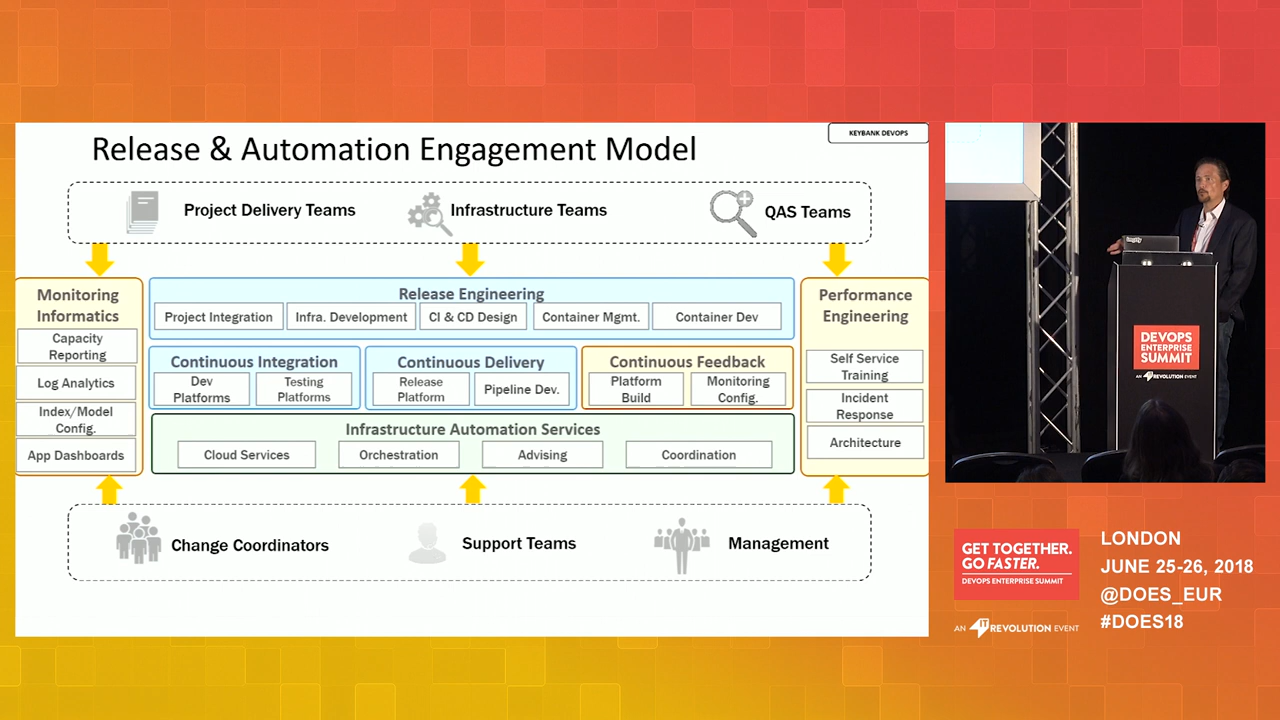 KEYBANK DEVOPS
Release & Automation Engagement Model
Project Delivery Teams
Infrastructure Teams
QAS Teams
Monitoring
Informatics
Capacity
Reporting
Log Analytics
Index/Model
Config.
App Dashboards
Release Engineering
Project Integration
Infra. Development
CI & CD Design
Container Mgmt.
Container Dev
Continuous Integration
Dev
Platforms
Testing
Platforms
Continuous Delivery
Release
Platform
Pipeline Dev.
Continuous Feedback
Platform
Build
Monitoring
Config.
Infrastructure Automation Services
Cloud Services
Orchestration
Advising
Coordination
Performance
Engineering
Self Service
Training
Incident
Response
Architecture
Change Coordinators
Support Teams
Management
DEVOPS
ENTERPRISE
SUMMIT
AN IT REVOLUTION EVENT
GET TOGETHER.
GO FASTER.
DEVOPS ENTERPRISE SUMMIT
AN IT REVOLUTION EVENT
LONDON
JUNE 25-26, 2018
@DOES_EUR
#DOES18